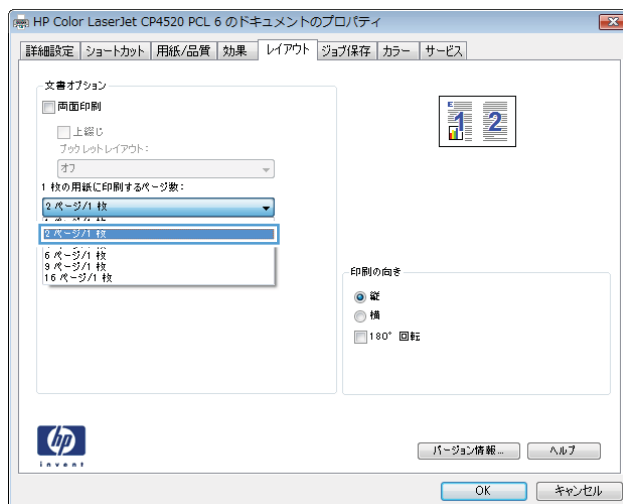 HP Color LaserJet CP4520 PCL 6 のドキュメントのプロパティ
詳細設定 ショートカット 用紙/品質 効果 レイアウト ジョブ保存 カラー サービス
文書オプション
両面印刷
上綴じ
ブックレットレイアウト:
オフ
1 枚の用紙に印刷するページ数:
2 ページ/1 枚
2 ページ/1 枚
6 ページ/1 枚
9 ページ/1 枚
16 ページ/1 枚
1 2
印刷の向き
縦
横
180° 回転
hp
invent
バージョン情報... ヘルプ
OK キャンセル